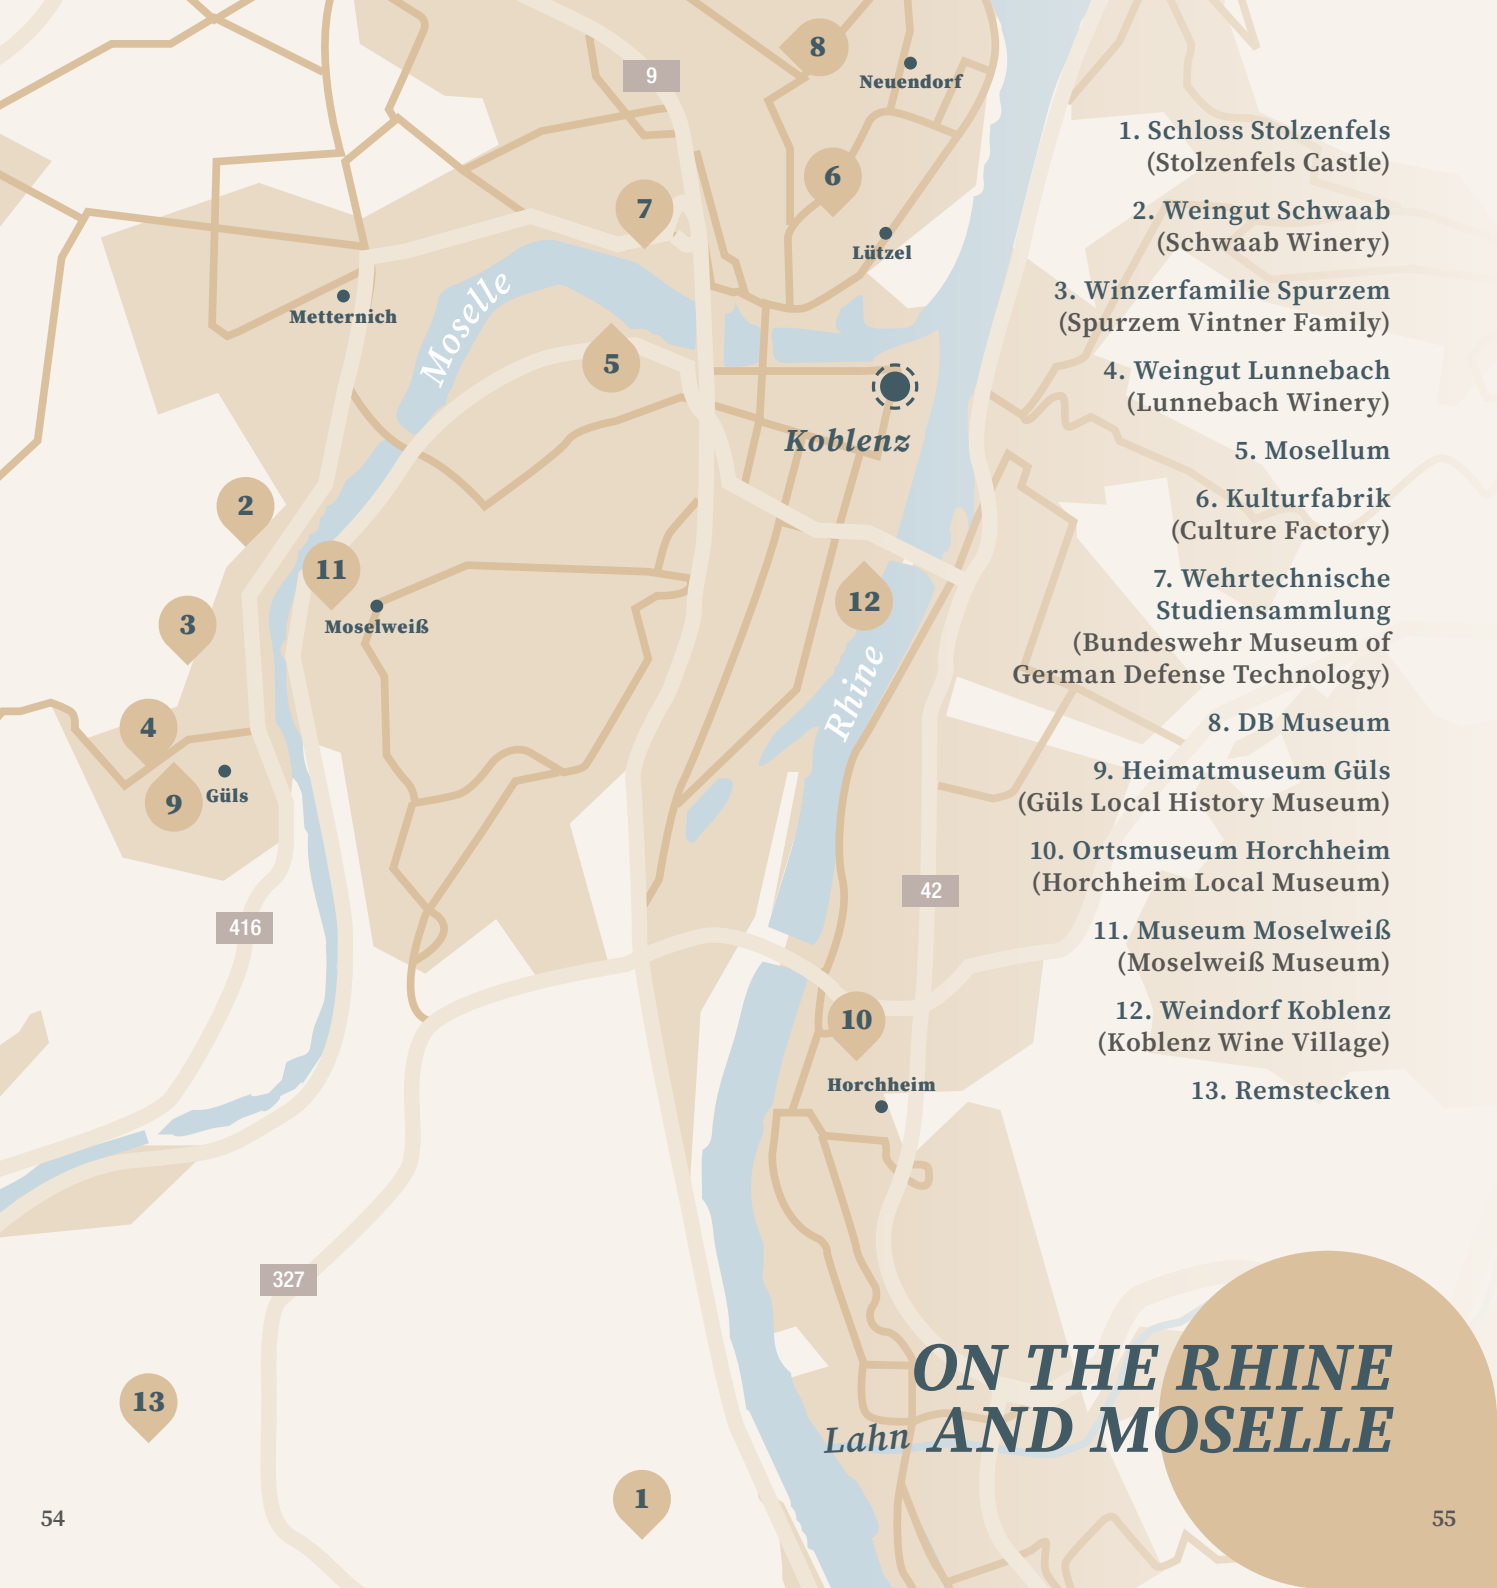 8
Neuendorf
9
6
7
Lützel
Moselle
Metternich
5
Koblenz
2
11
Moselweiß
12
3
Rhine
4
Güls
9
42
416
10
Horchheim
327
13
1
Lahn
1. Schloss Stolzenfels
(Stolzenfels Castle)
2. Weingut Schwaab
(Schwaab Winery)
3. Winzerfamilie Spurzem
(Spurzem Vintner Family)
4. Weingut Lunnebach
(Lunnebach Winery)
5. Mosellum
6. Kulturfabrik
(Culture Factory)
7. Wehrtechnische
Studiensammlung
(Bundeswehr Museum of
German Defense Technology)
8. DB Museum
9. Heimatmuseum Güls
(Güls Local History Museum)
10. Ortsmuseum Horchheim
(Horchheim Local Museum)
11. Museum Moselweiß
(Moselweiß Museum)
12. Weindorf Koblenz
(Koblenz Wine Village)
13. Remstecken
ON THE RHINE
AND MOSELLE
54
55